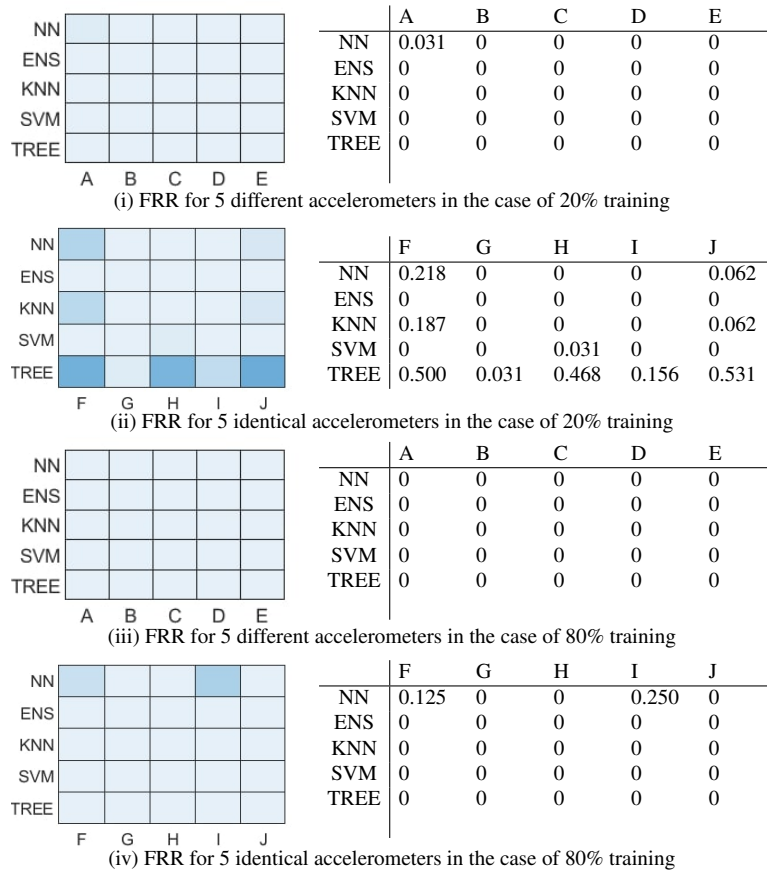 NN
ENS
KNN
SVM
TREE
A B C D E
A B C D E
NN 0.031 0 0 0 0
ENS 0 0 0 0 0
KNN 0 0 0 0 0
SVM 0 0 0 0 0
TREE 0 0 0 0 0
(i) FRR for 5 different accelerometers in the case of 20% training
NN
ENS
KNN
SVM
TREE
F G H I J
F G H I J
NN 0.218 0 0 0 0.062
ENS 0 0 0 0 0
KNN 0.187 0 0 0 0.062
SVM 0 0 0.031 0 0
TREE 0.500 0.031 0.468 0.156 0.531
(ii) FRR for 5 identical accelerometers in the case of 20% training
NN
ENS
KNN
SVM
TREE
A B C D E
A B C D E
NN 0 0 0 0 0
ENS 0 0 0 0 0
KNN 0 0 0 0 0
SVM 0 0 0 0 0
TREE 0 0 0 0 0
(iii) FRR for 5 different accelerometers in the case of 80% training
NN
ENS
KNN
SVM
TREE
F G H I J
F G H I J
NN 0.125 0 0 0.250 0
ENS 0 0 0 0 0
KNN 0 0 0 0 0
SVM 0 0 0 0 0
TREE 0 0 0 0 0
(iv) FRR for 5 identical accelerometers in the case of 80% training